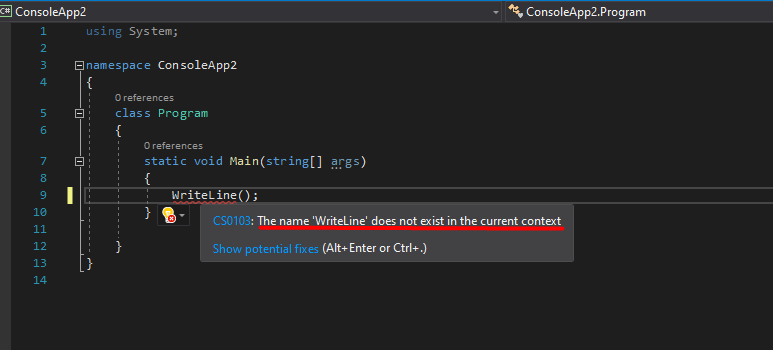 C# ConsoleApp2 ConsoleApp2.Program
1 using System;
2
3 namespace ConsoleApp2
4 {
0 references
5 class Program
6 {
0 references
7 static void Main(string[] args)
8 {
9 WriteLine();
10 }
11
12 }
13 }
14
CS0103: The name 'WriteLine' does not exist in the current context
Show potential fixes (Alt+Enter or Ctrl+.)